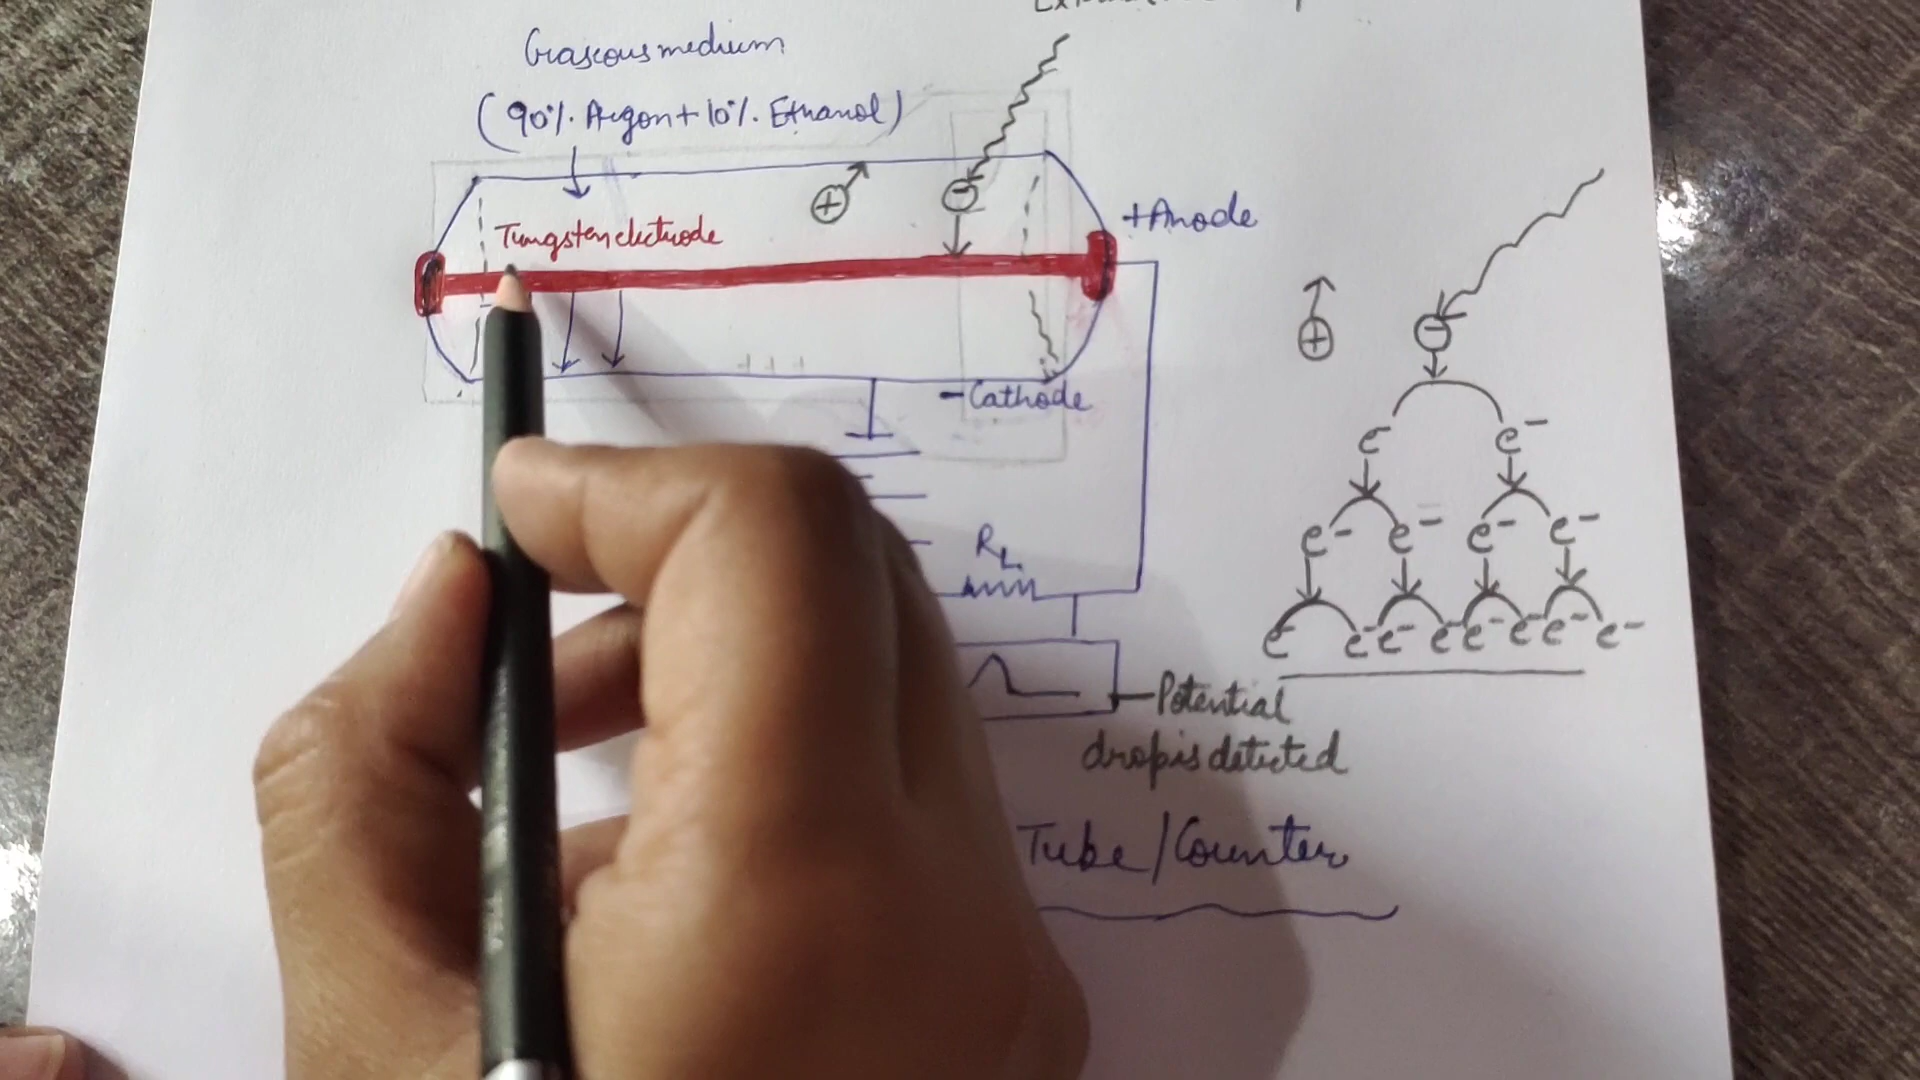 Gaseous medium
(90% Argon + 10% Ethanol)
Tungsten electrode
+
-
+ Anode
+ + +
- Cathode
+
-
e- e-
e- e- e- e-
e- e- e- e- e- e- e- e-
RL
Potential
drop is detected
Tube/Counter